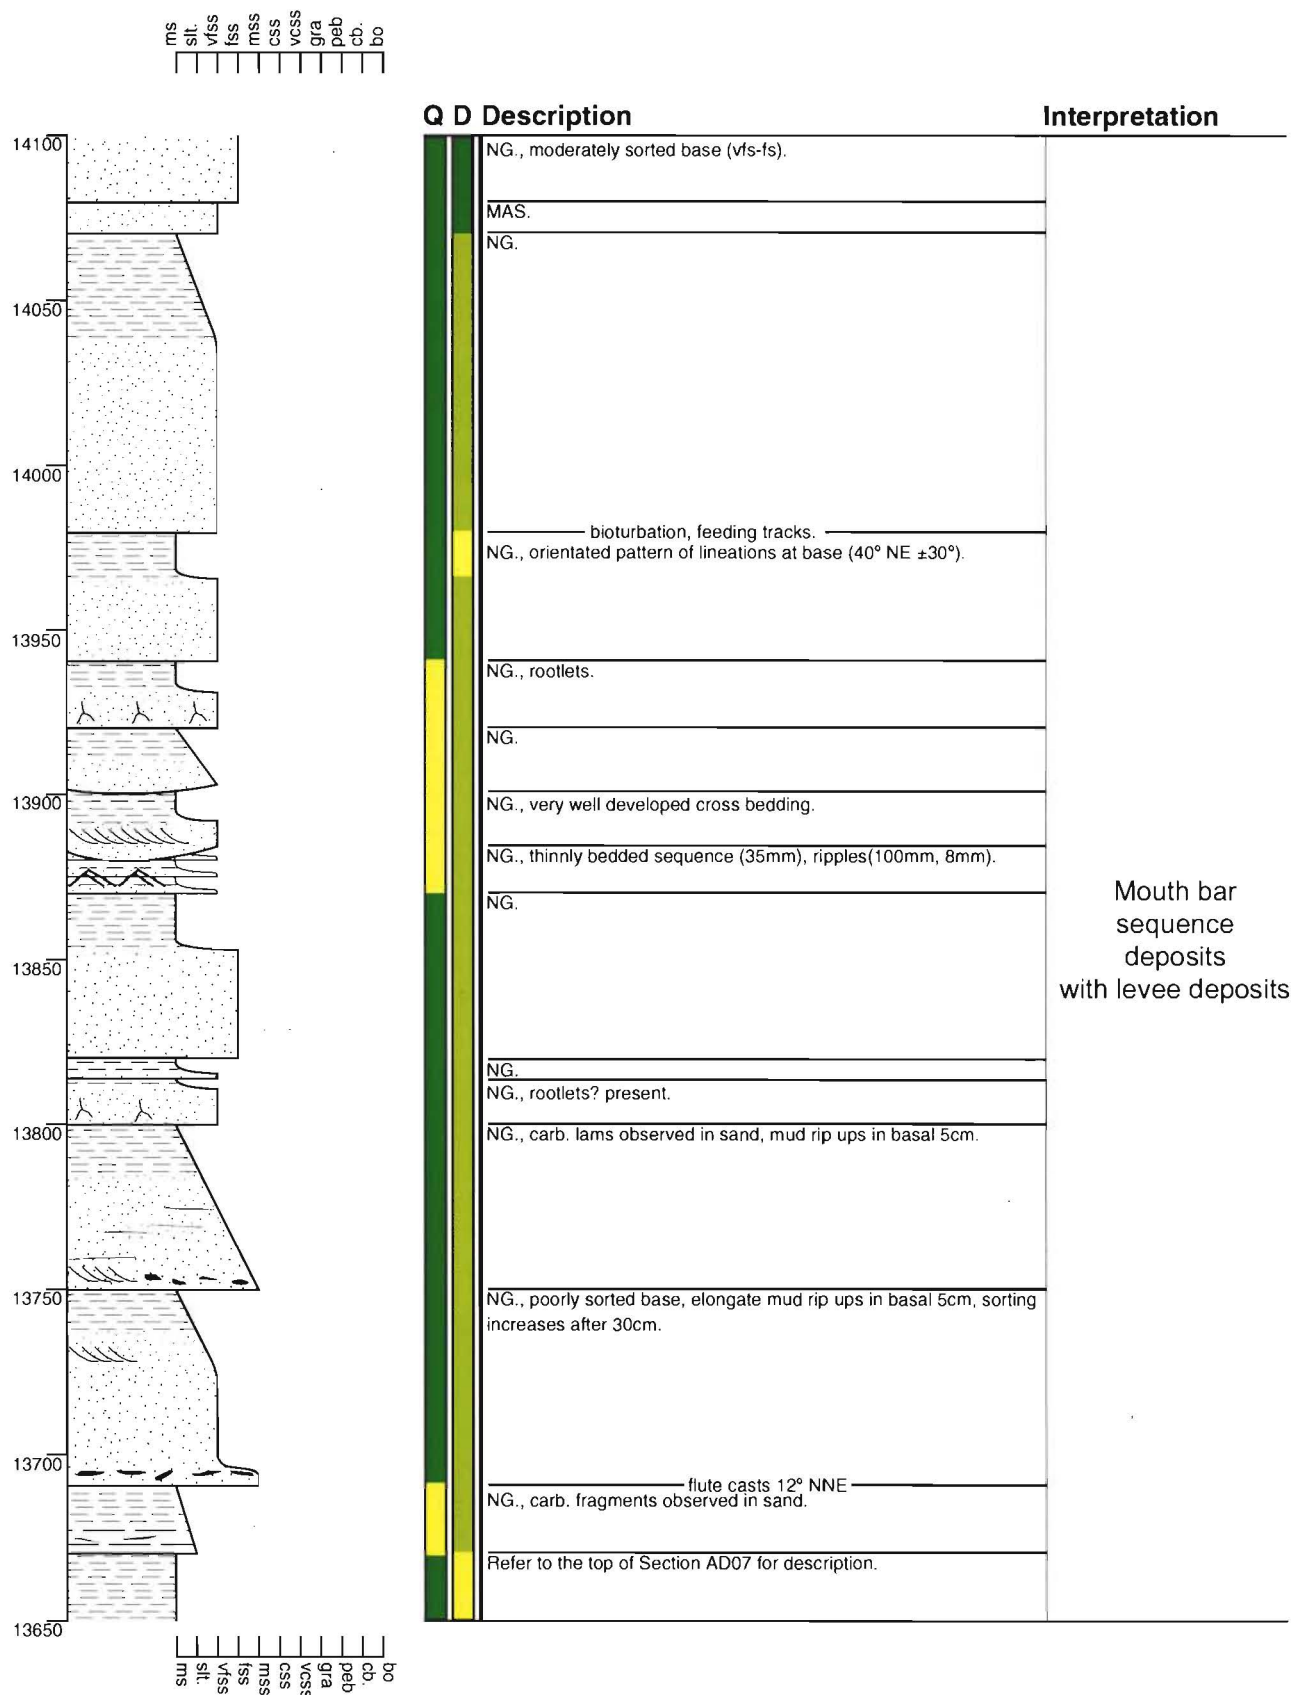 ms slt. vfss fss mss css vcss gra peb cb. bo
Q D Description Interpretation
14100
NG., moderately sorted base (vfs-fs).
MAS.
NG.
14050
14000
bioturbation, feeding tracks.
NG., orientated pattern of lineations at base (40° NE ±30°).
13950
NG., rootlets.
NG.
13900
NG., very well developed cross bedding.
NG., thinnly bedded sequence (35mm), ripples(100mm, 8mm).
NG.
Mouth bar
sequence
deposits
with levee deposits
13850
NG.
NG., rootlets? present.
13800
NG., carb. lams observed in sand, mud rip ups in basal 5cm.
13750
NG., poorly sorted base, elongate mud rip ups in basal 5cm, sorting
increases after 30cm.
13700
flute casts 12° NNE
NG., carb. fragments observed in sand.
Refer to the top of Section AD07 for description.
13650
ms slt. vfss fss mss css vcss gra peb cb. bo